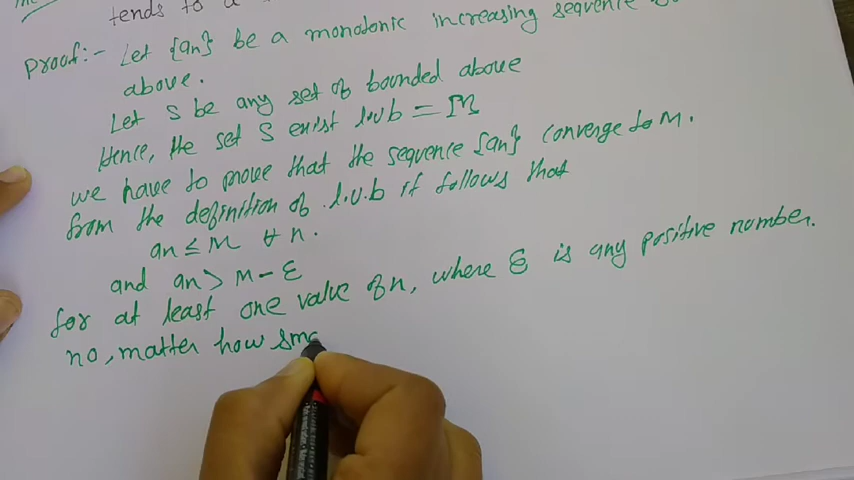 tends to a
Proof:- Let {an} be a monotonic increasing sequence
above.
Let S be any set of bounded above
Hence, the set S exist l.u.b = M
we have to prove that the sequence {an} converge to M.
from the definition of l.u.b it follows that
an ≤ M ∀ n.
and an > M - ε
for at least one value of n, where ε is any positive number.
no, matter how sma